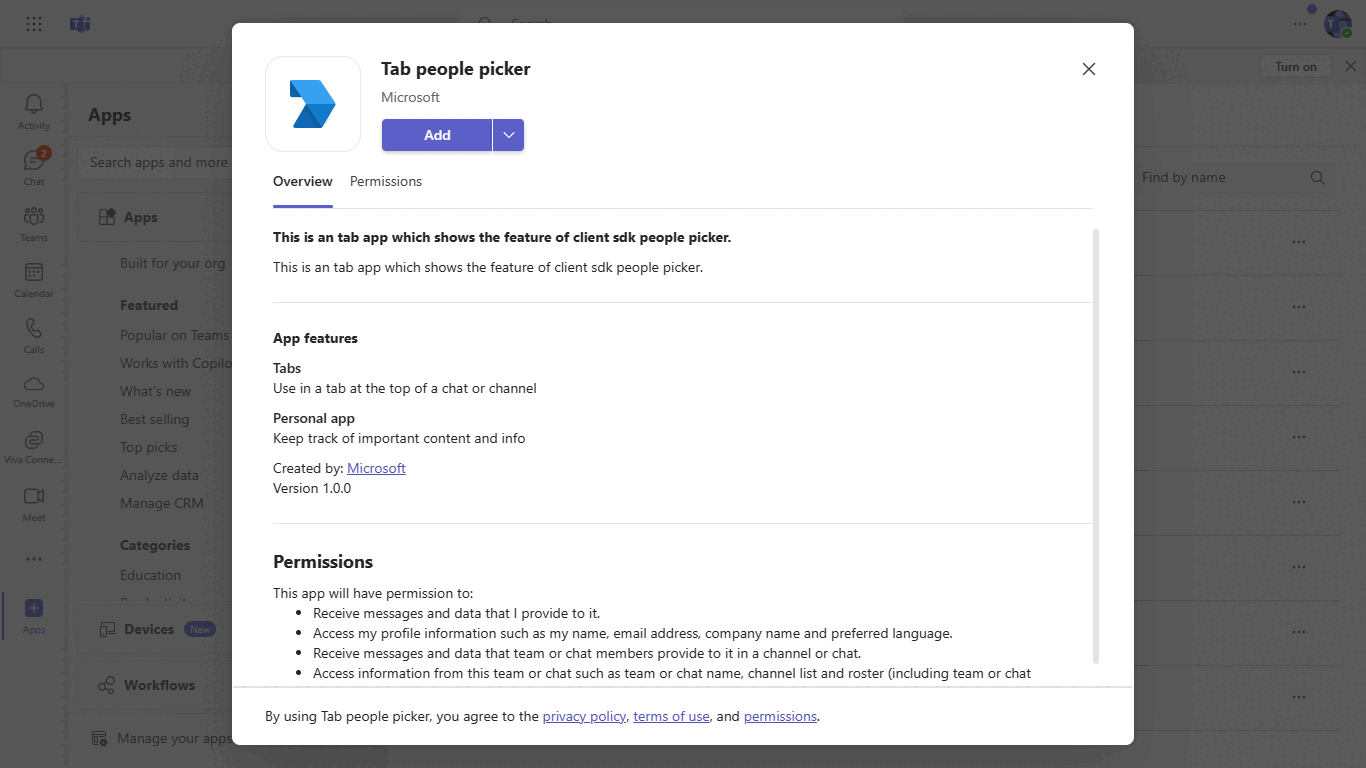 Search
Turn on
Activity
Chat
2
Teams
Calendar
Calls
OneDrive
Viva Conne...
Meet
Apps
Apps
Search apps and more
Apps
Built for your org
Featured
Popular on Teams
Works with Copilo
What's new
Best selling
Top picks
Analyze data
Manage CRM
Categories
Education
Devices New
Workflows
Manage your apps
Find by name
Tab people picker
Microsoft
Add
Overview Permissions
This is an tab app which shows the feature of client sdk people picker.
This is an tab app which shows the feature of client sdk people picker.
App features
Tabs
Use in a tab at the top of a chat or channel
Personal app
Keep track of important content and info
Created by: Microsoft
Version 1.0.0
Permissions
This app will have permission to:
• Receive messages and data that I provide to it.
• Access my profile information such as my name, email address, company name and preferred language.
• Receive messages and data that team or chat members provide to it in a channel or chat.
• Access information from this team or chat such as team or chat name, channel list and roster (including team or chat
By using Tab people picker, you agree to the privacy policy, terms of use, and permissions.